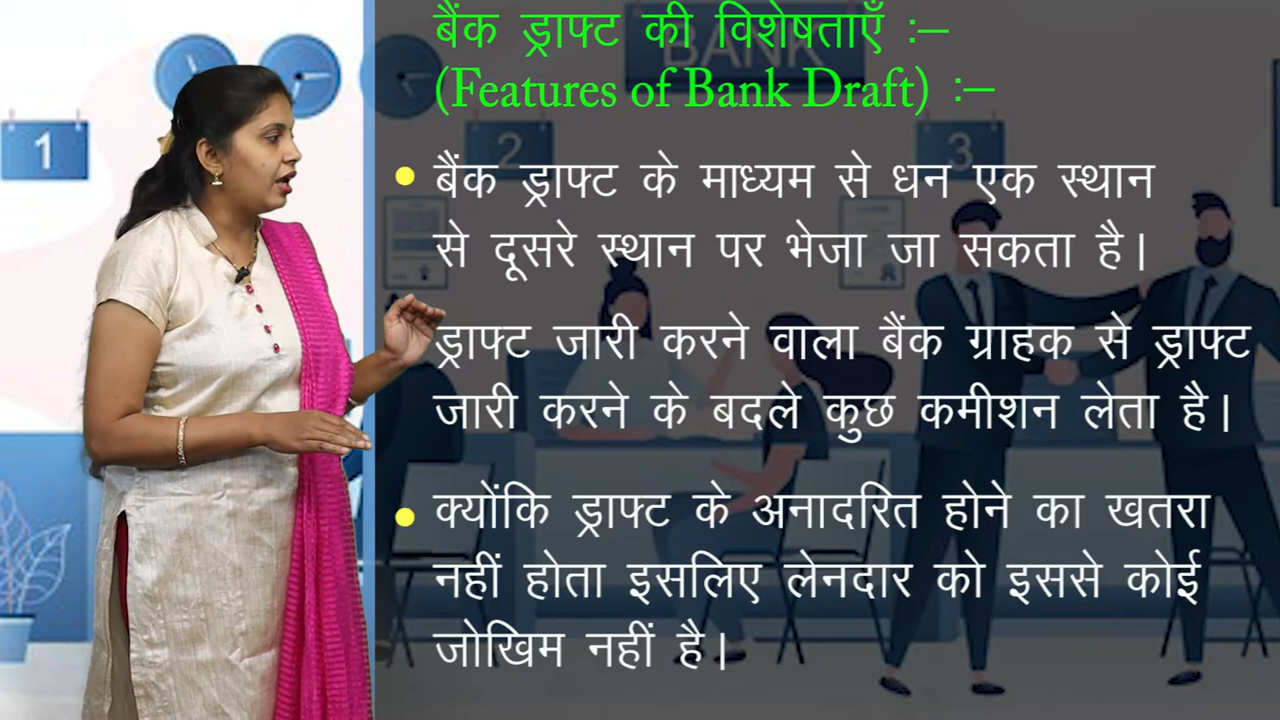 बैंक ड्राफ्ट की विशेषताएँ :–
(Features of Bank Draft) :–
1
2
3
BANK
• बैंक ड्राफ्ट के माध्यम से धन एक स्थान
से दूसरे स्थान पर भेजा जा सकता है।
ड्राफ्ट जारी करने वाला बैंक ग्राहक से ड्राफ्ट
जारी करने के बदले कुछ कमीशन लेता है।
• क्योंकि ड्राफ्ट के अनादरित होने का खतरा
नहीं होता इसलिए लेनदार को इससे कोई
जोखिम नहीं है।